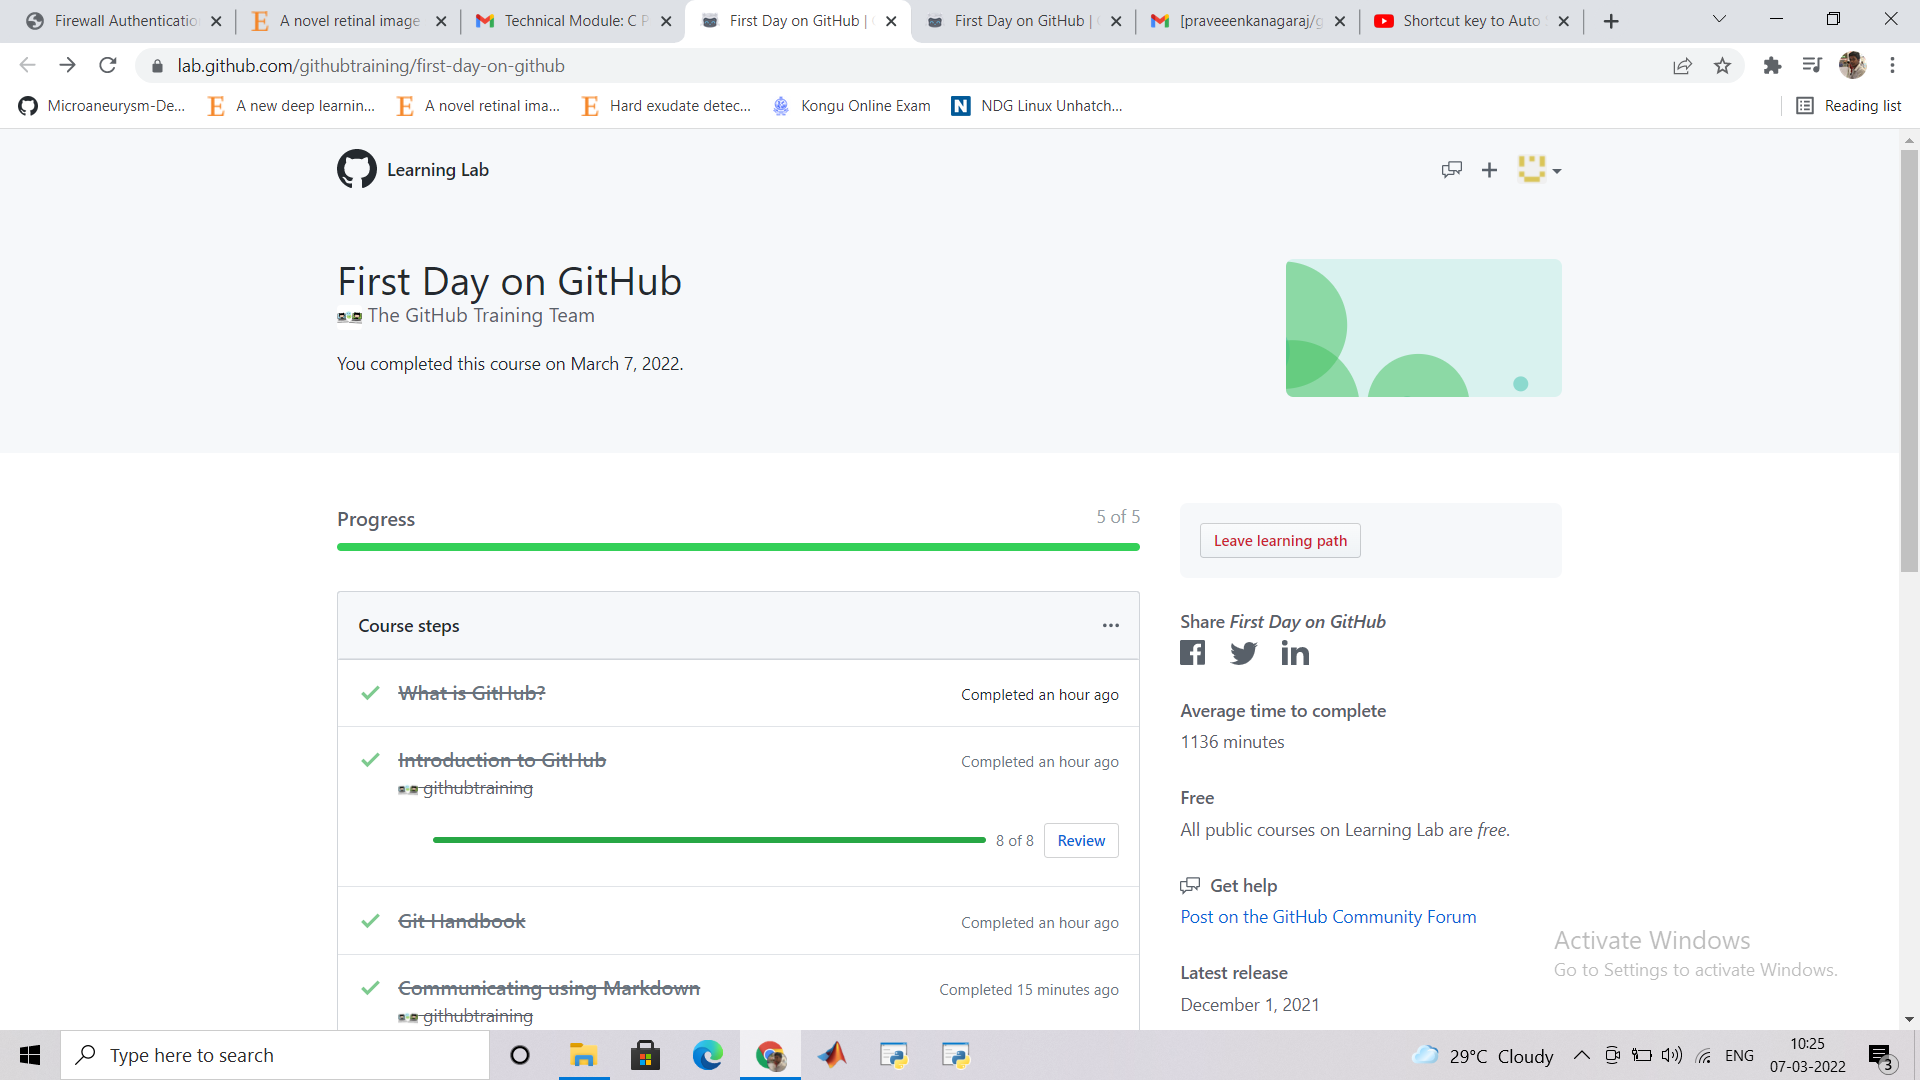 Firewall Authenticatio
A novel retinal image
Technical Module: C P
First Day on GitHub |
First Day on GitHub |
[praveeenkanagaraj/g
Shortcut key to Auto
lab.github.com/githubtraining/first-day-on-github
Microaneurysm-De...
A new deep learnin...
A novel retinal ima...
Hard exudate detec...
Kongu Online Exam
N
NDG Linux Unhatch...
Reading list
Learning Lab
First Day on GitHub
The GitHub Training Team
You completed this course on March 7, 2022.
Progress
5 of 5
Course steps
What is GitHub?
Completed an hour ago
Introduction to GitHub
Completed an hour ago
githubtraining
8 of 8
Review
Git Handbook
Completed an hour ago
Communicating using Markdown
Completed 15 minutes ago
githubtraining
Leave learning path
Share First Day on GitHub
Average time to complete
1136 minutes
Free
All public courses on Learning Lab are free.
Get help
Post on the GitHub Community Forum
Latest release
December 1, 2021
Activate Windows
Go to Settings to activate Windows.
Type here to search
29°C Cloudy
ENG
10:25
07-03-2022
3